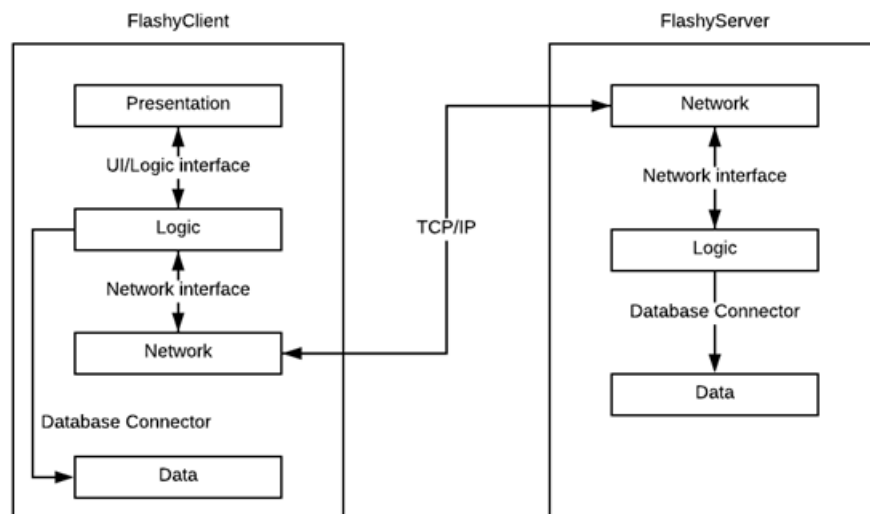 FlashyClient
Presentation
UI/Logic interface
Logic
Network interface
Network
Database Connector
Data
TCP/IP
FlashyServer
Network
Network interface
Logic
Database Connector
Data